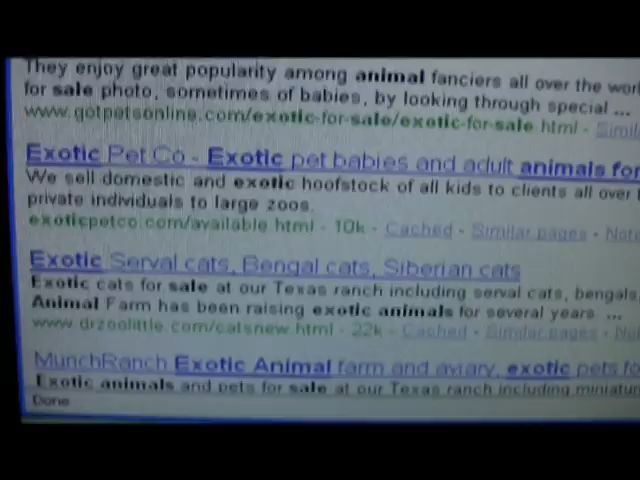 They enjoy great popularity among animal fanciers all over the worl
for sale photo, sometimes of babies, by looking through special ...
www.gotpetsonline.com/exotic-for-sale/exotic-for-sale.html - Simil
Exotic Pet Co - Exotic pet babies and adult animals for
We sell domestic and exotic hoofstock of all kids to clients all over t
private individuals to large zoos.
exoticpetco.com/available.html - 10k - Cached - Similar pages - Note
Exotic Serval cats, Bengal cats, Siberian cats
Exotic cats for sale at our Texas ranch including serval cats, bengals,
Animal Farm has been raising exotic animals for several years. ...
www.drzoolittle.com/catsnew.html - 22k - Cached - Similar pages - Not
MunchRanch Exotic Animal farm and aviary, exotic pets fo
Exotic animals and pets for sale at our Texas ranch including miniatur
Done